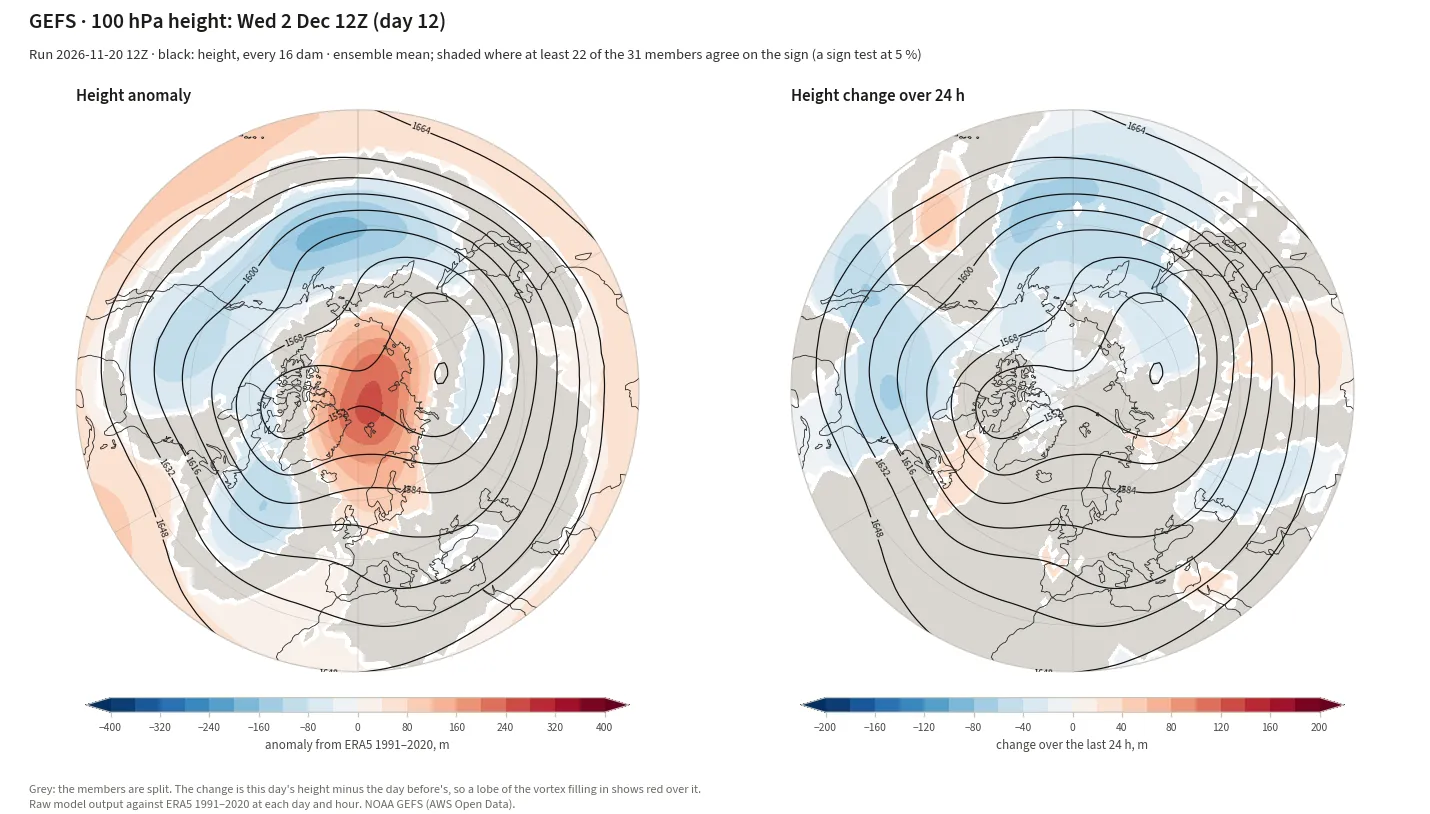 GEFS · 100 hPa height: Wed 2 Dec 12Z (day 12)
Run 2026-11-20 12Z · black: height, every 16 dam · ensemble mean; shaded where at least 22 of the 31 members agree on the sign (a sign test at 5 %)
Height anomaly
Height change over 24 h
1664
1664
1600
1600
1568
1568
1552
1552
1584
1584
1632
1616
1632
1616
1648
1648
−400 −320 −240 −160 −80 0 80 160 240 320 400
−200 −160 −120 −80 −40 0 40 80 120 160 200
anomaly from ERA5 1991–2020, m
change over the last 24 h, m
Grey: the members are split. The change is this day's height minus the day before's, so a lobe of the vortex filling in shows red over it.
Raw model output against ERA5 1991–2020 at each day and hour. NOAA GEFS (AWS Open Data).